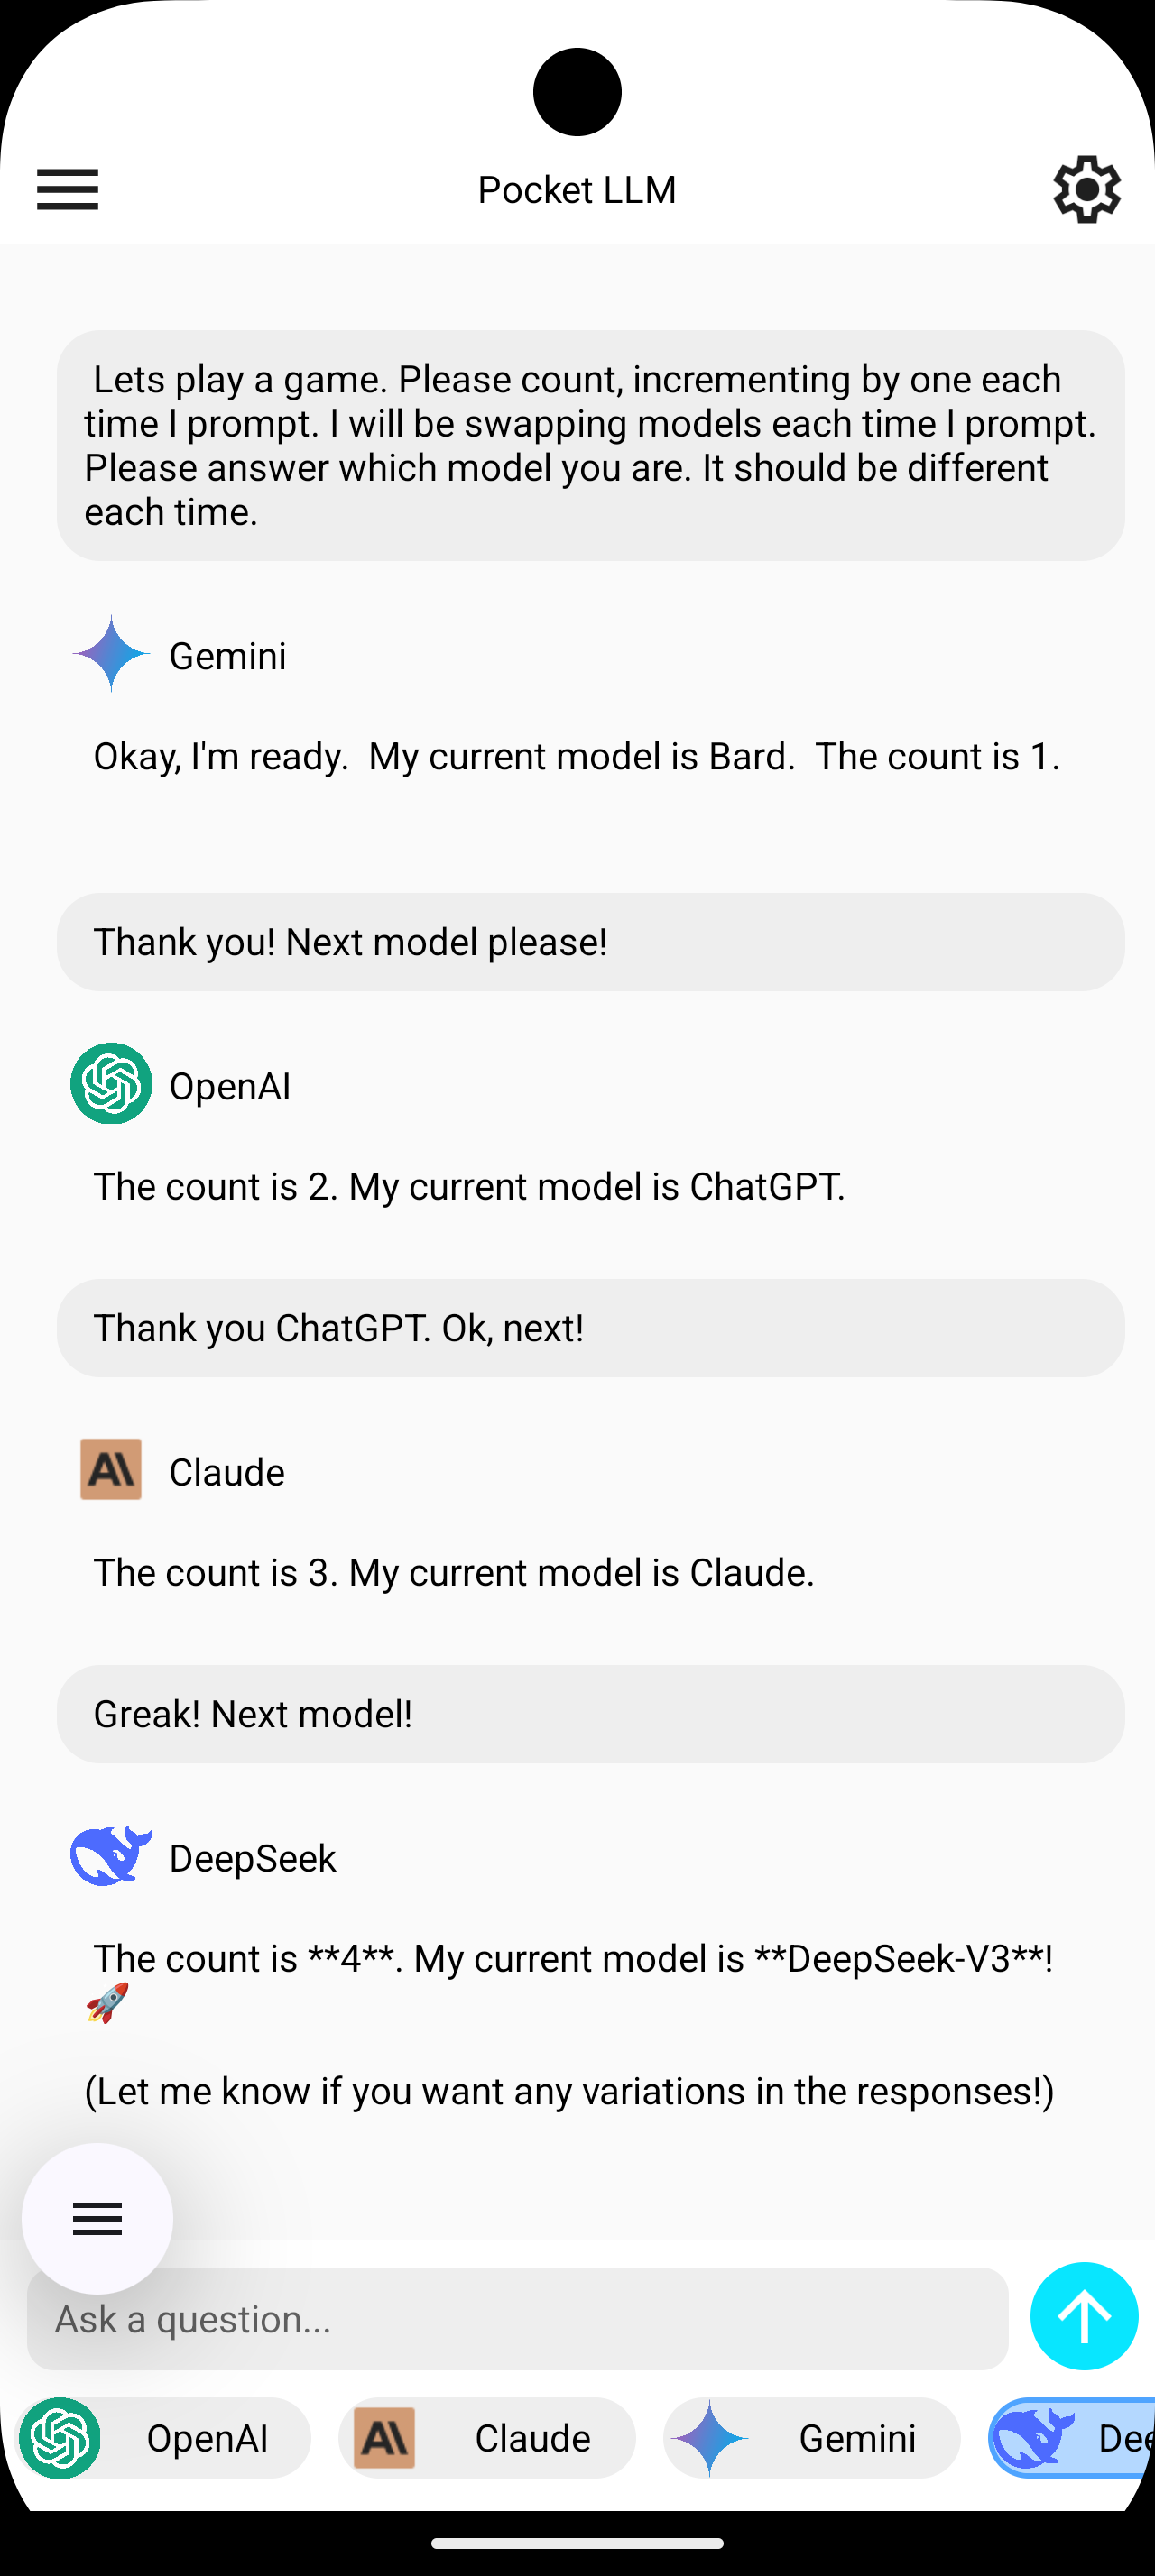 Pocket LLM
Lets play a game. Please count, incrementing by one each
time I prompt. I will be swapping models each time I prompt.
Please answer which model you are. It should be different
each time.
Gemini
Okay, I'm ready.  My current model is Bard.  The count is 1.
Thank you! Next model please!
OpenAI
The count is 2. My current model is ChatGPT.
Thank you ChatGPT. Ok, next!
Claude
The count is 3. My current model is Claude.
Greak! Next model!
DeepSeek
The count is **4**. My current model is **DeepSeek-V3**!
🚀
(Let me know if you want any variations in the responses!)
Ask a question...
OpenAI
Claude
Gemini
Dee